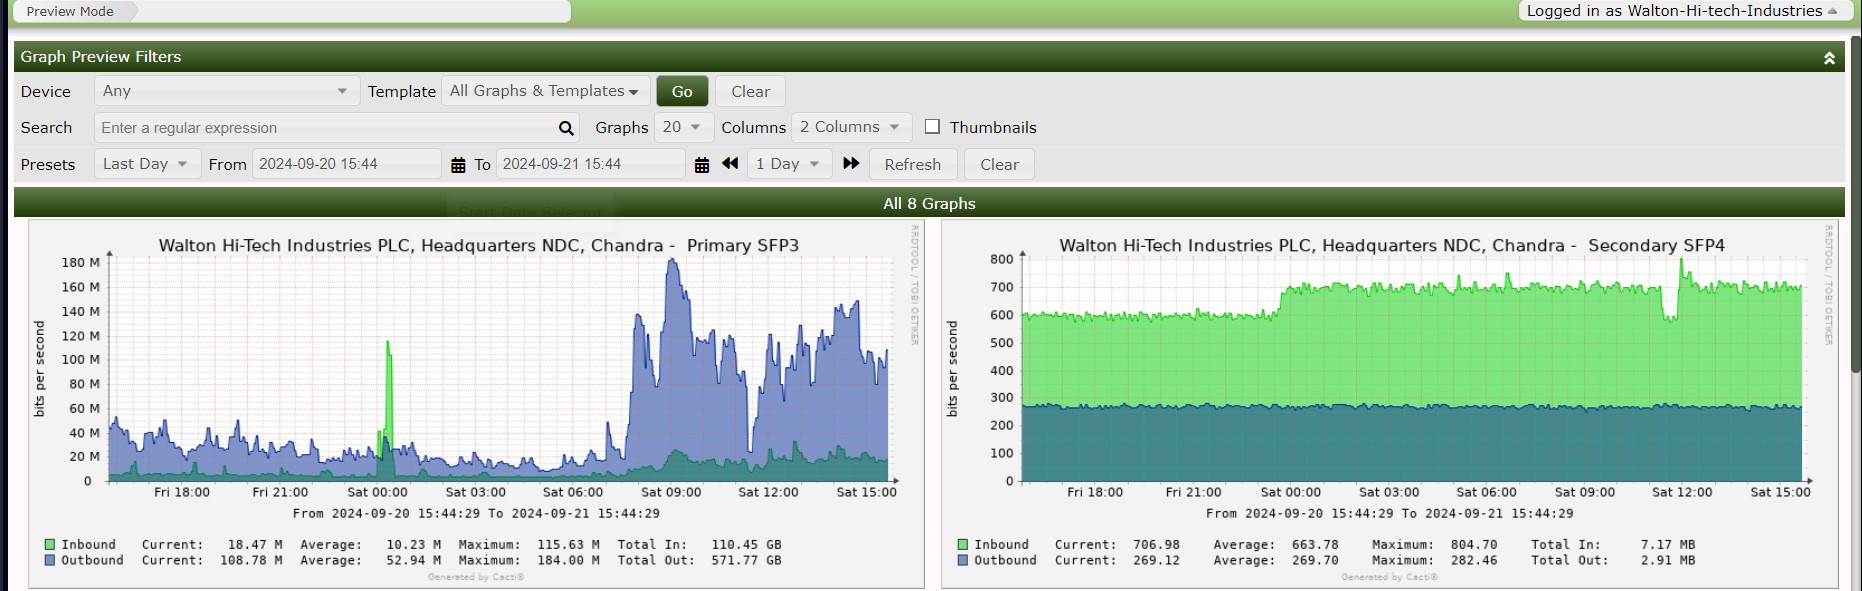 Preview Mode
Logged in as Walton-Hi-tech-Industries
Graph Preview Filters
Device Any Template All Graphs & Templates Go Clear
Search Enter a regular expression Graphs 20 Columns 2 Columns Thumbnails
Presets Last Day From 2024-09-20 15:44 To 2024-09-21 15:44 1 Day Refresh Clear
All 8 Graphs
Walton Hi-Tech Industries PLC, Headquarters NDC, Chandra - Primary SFP3
RRDTOOL / TOBI OETIKER
bits per second
180 M
160 M
140 M
120 M
100 M
80 M
60 M
40 M
20 M
0
Fri 18:00 Fri 21:00 Sat 00:00 Sat 03:00 Sat 06:00 Sat 09:00 Sat 12:00 Sat 15:00
From 2024-09-20 15:44:29 To 2024-09-21 15:44:29
Inbound Current: 18.47 M Average: 10.23 M Maximum: 115.63 M Total In: 110.45 GB
Outbound Current: 108.78 M Average: 52.94 M Maximum: 184.00 M Total Out: 571.77 GB
Generated by Cacti®
Walton Hi-Tech Industries PLC, Headquarters NDC, Chandra - Secondary SFP4
RRDTOOL / TOBI OETIKER
bits per second
800
700
600
500
400
300
200
100
0
Fri 18:00 Fri 21:00 Sat 00:00 Sat 03:00 Sat 06:00 Sat 09:00 Sat 12:00 Sat 15:00
From 2024-09-20 15:44:29 To 2024-09-21 15:44:29
Inbound Current: 706.98 Average: 663.78 Maximum: 804.70 Total In: 7.17 MB
Outbound Current: 269.12 Average: 269.70 Maximum: 282.46 Total Out: 2.91 MB
Generated by Cacti®